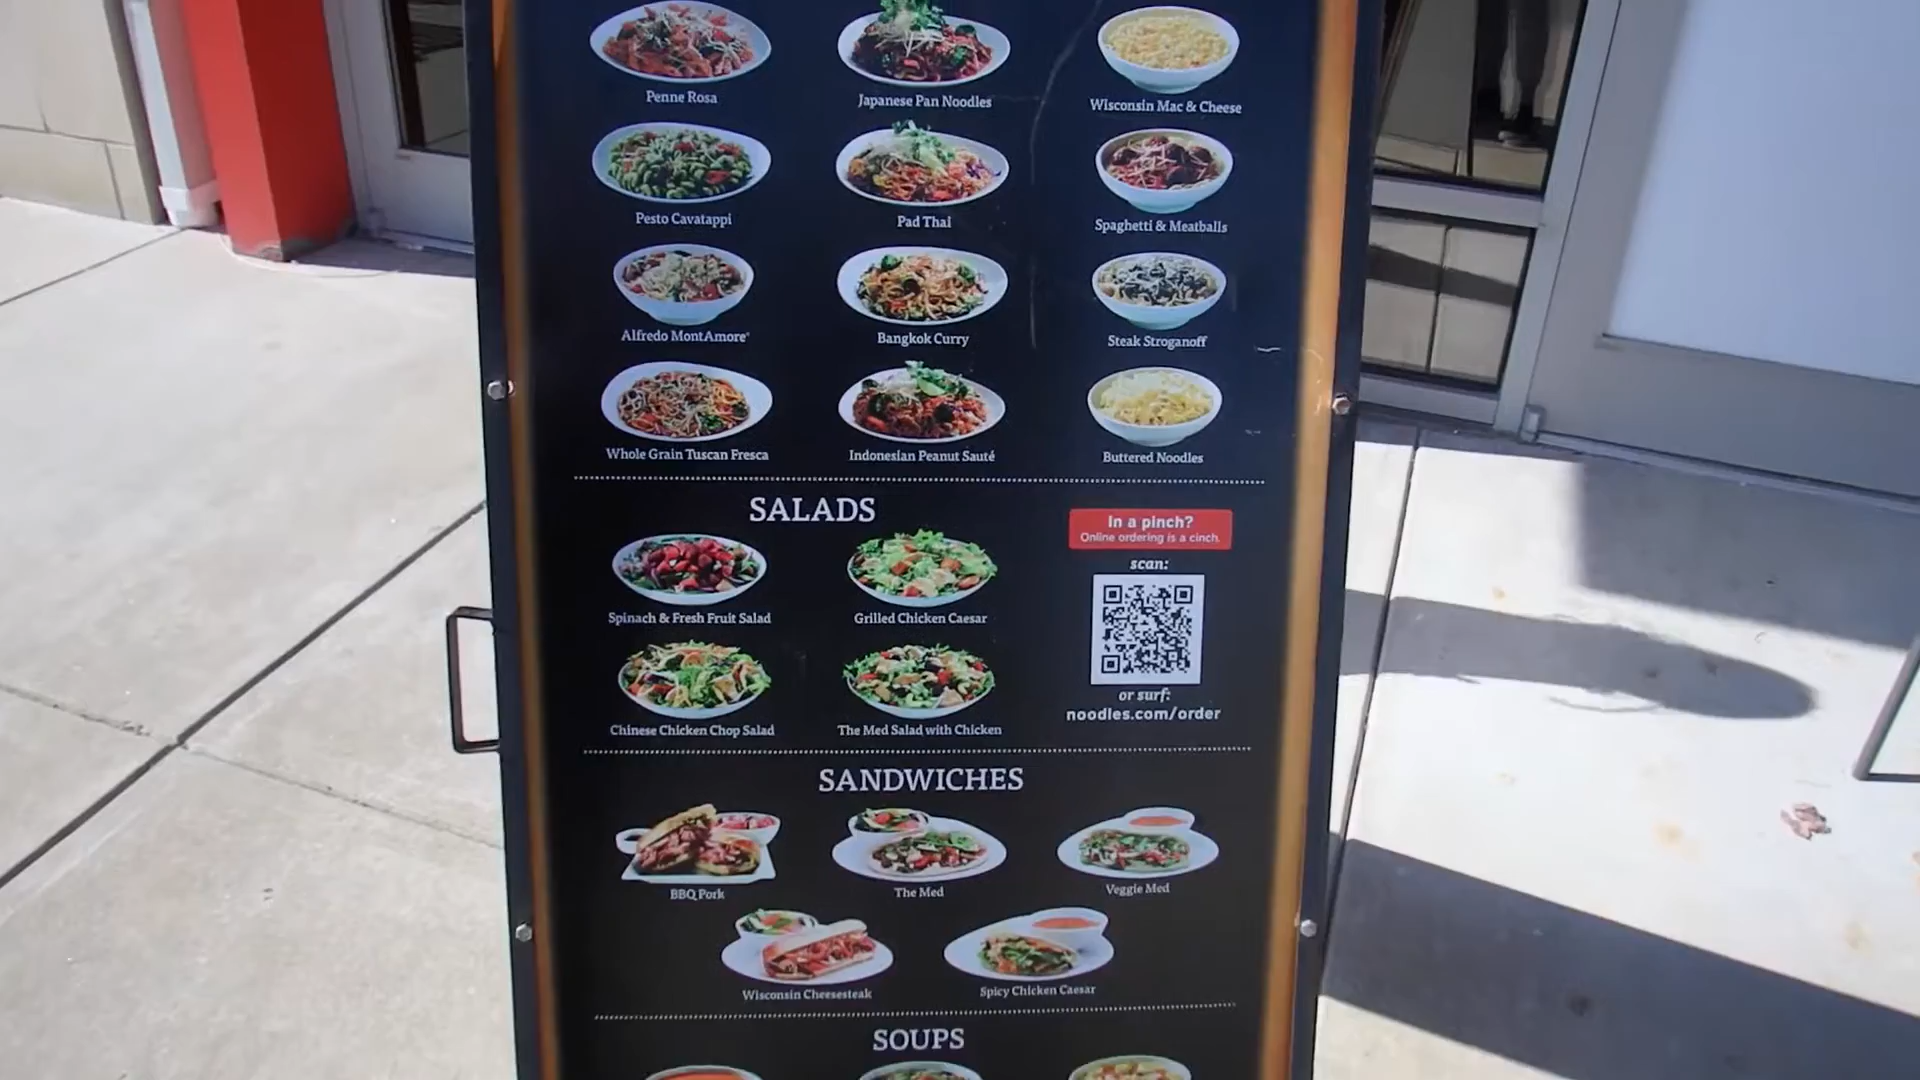 Penne Rosa
Japanese Pan Noodles
Wisconsin Mac & Cheese
Pesto Cavatappi
Pad Thai
Spaghetti & Meatballs
Alfredo MontAmore®
Bangkok Curry
Steak Stroganoff
Whole Grain Tuscan Fresca
Indonesian Peanut Sauté
Buttered Noodles
SALADS
Spinach & Fresh Fruit Salad
Grilled Chicken Caesar
Chinese Chicken Chop Salad
The Med Salad with Chicken
In a pinch?
Online ordering is a cinch.
scan:
or surf:
noodles.com/order
SANDWICHES
BBQ Pork
The Med
Veggie Med
Wisconsin Cheesesteak
Spicy Chicken Caesar
SOUPS